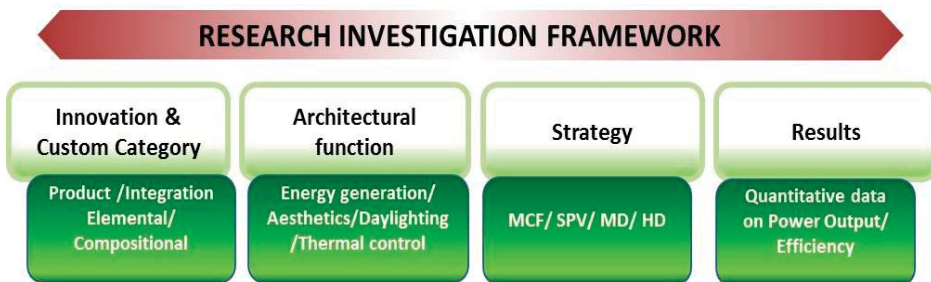 RESEARCH INVESTIGATION FRAMEWORK
Innovation &
Custom Category
Product /Integration
Elemental/
Compositional
Architectural
function
Energy generation/
Aesthetics/Daylighting
/Thermal control
Strategy
MCF/ SPV/ MD/ HD
Results
Quantitative data
on Power Output/
Efficiency